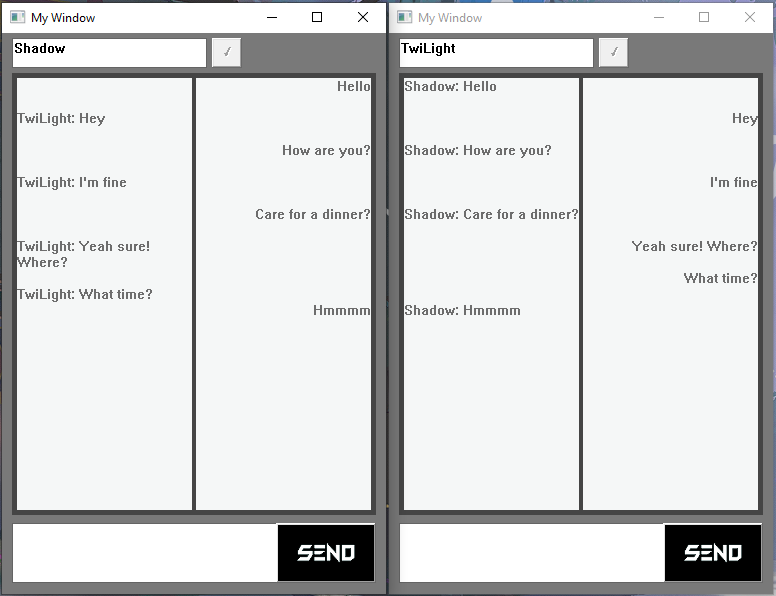 My Window
Shadow
✓
Hello
TwiLight: Hey
How are you?
TwiLight: I'm fine
Care for a dinner?
TwiLight: Yeah sure!
Where?
TwiLight: What time?
Hmmmm
SEND
My Window
TwiLight
✓
Shadow: Hello
Hey
Shadow: How are you?
I'm fine
Shadow: Care for a dinner?
Yeah sure! Where?
What time?
Shadow: Hmmmm
SEND